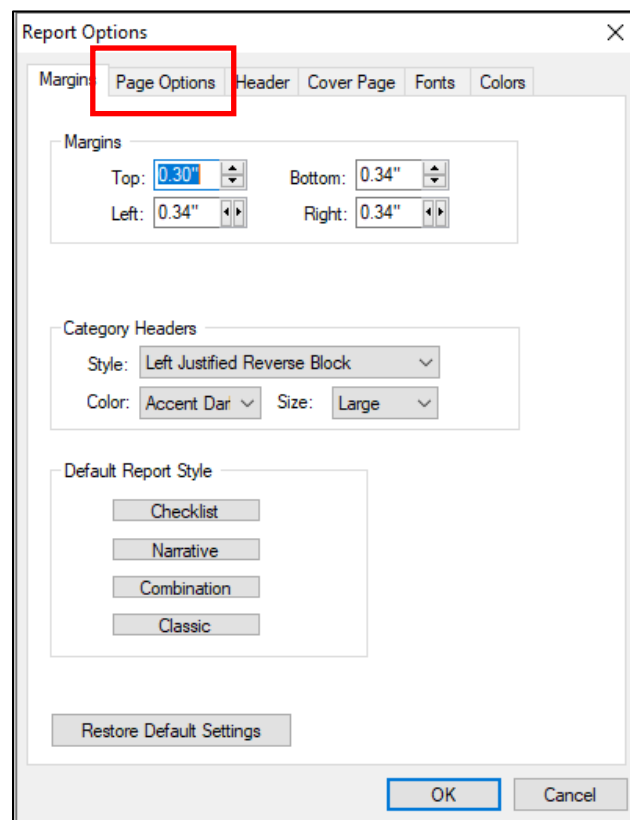 Report Options
Margins Page Options Header Cover Page Fonts Colors
Margins
Top: 0.30" Bottom: 0.34"
Left: 0.34" Right: 0.34"
Category Headers
Style: Left Justified Reverse Block
Color: Accent Dar Size: Large
Default Report Style
Checklist
Narrative
Combination
Classic
Restore Default Settings
OK Cancel